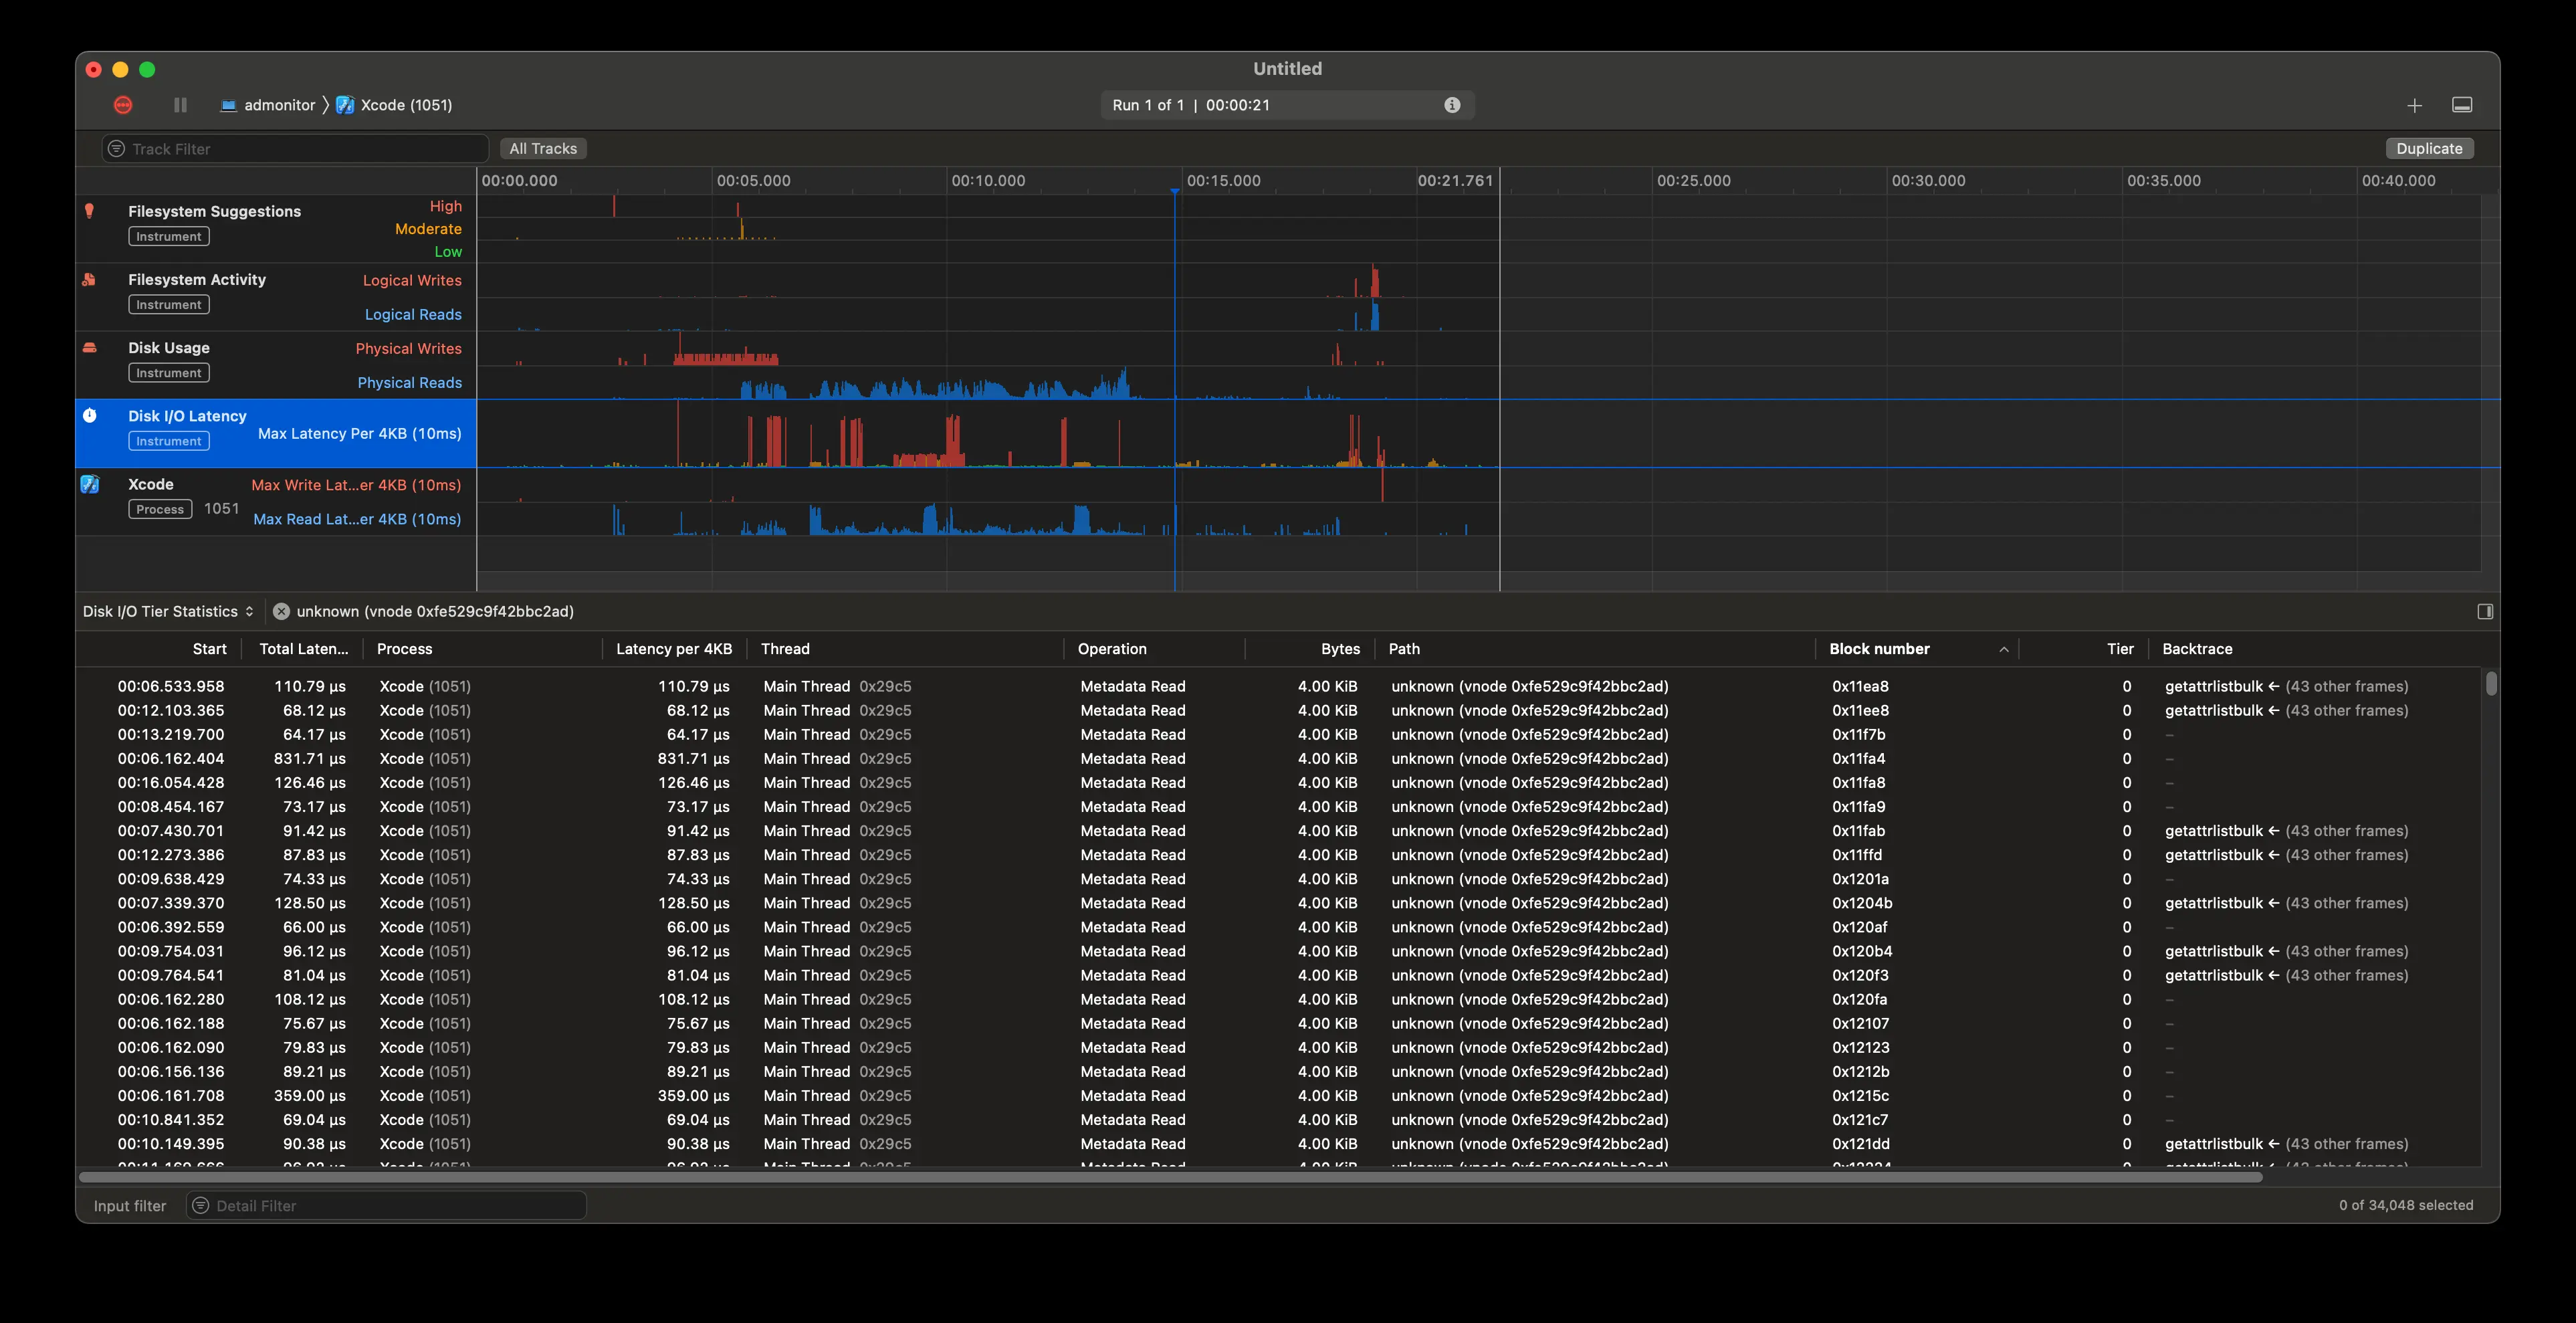 Untitled
admonitor Xcode (1051)
Run 1 of 1 | 00:00:21
Track Filter All Tracks Duplicate
00:00.000 00:05.000 00:10.000 00:15.000 00:21.761 00:25.000 00:30.000 00:35.000 00:40.000
Filesystem Suggestions High
Instrument Moderate
Low
Filesystem Activity Logical Writes
Instrument Logical Reads
Disk Usage Physical Writes
Instrument Physical Reads
Disk I/O Latency
Instrument Max Latency Per 4KB (10ms)
Xcode Max Write Lat...er 4KB (10ms)
Process 1051 Max Read Lat...er 4KB (10ms)
Disk I/O Tier Statistics unknown (vnode 0xfe529c9f42bbc2ad)
Start Total Laten... Process Latency per 4KB Thread Operation Bytes Path Block number Tier Backtrace
00:06.533.958 110.79 µs Xcode (1051) 110.79 µs Main Thread 0x29c5 Metadata Read 4.00 KiB unknown (vnode 0xfe529c9f42bbc2ad) 0x11ea8 0 getattrlistbulk ← (43 other frames)
00:12.103.365 68.12 µs Xcode (1051) 68.12 µs Main Thread 0x29c5 Metadata Read 4.00 KiB unknown (vnode 0xfe529c9f42bbc2ad) 0x11ee8 0 getattrlistbulk ← (43 other frames)
00:13.219.700 64.17 µs Xcode (1051) 64.17 µs Main Thread 0x29c5 Metadata Read 4.00 KiB unknown (vnode 0xfe529c9f42bbc2ad) 0x11f7b 0 –
00:06.162.404 831.71 µs Xcode (1051) 831.71 µs Main Thread 0x29c5 Metadata Read 4.00 KiB unknown (vnode 0xfe529c9f42bbc2ad) 0x11fa4 0 –
00:16.054.428 126.46 µs Xcode (1051) 126.46 µs Main Thread 0x29c5 Metadata Read 4.00 KiB unknown (vnode 0xfe529c9f42bbc2ad) 0x11fa8 0 –
00:08.454.167 73.17 µs Xcode (1051) 73.17 µs Main Thread 0x29c5 Metadata Read 4.00 KiB unknown (vnode 0xfe529c9f42bbc2ad) 0x11fa9 0 –
00:07.430.701 91.42 µs Xcode (1051) 91.42 µs Main Thread 0x29c5 Metadata Read 4.00 KiB unknown (vnode 0xfe529c9f42bbc2ad) 0x11fab 0 getattrlistbulk ← (43 other frames)
00:12.273.386 87.83 µs Xcode (1051) 87.83 µs Main Thread 0x29c5 Metadata Read 4.00 KiB unknown (vnode 0xfe529c9f42bbc2ad) 0x11ffd 0 getattrlistbulk ← (43 other frames)
00:09.638.429 74.33 µs Xcode (1051) 74.33 µs Main Thread 0x29c5 Metadata Read 4.00 KiB unknown (vnode 0xfe529c9f42bbc2ad) 0x1201a 0 –
00:07.339.370 128.50 µs Xcode (1051) 128.50 µs Main Thread 0x29c5 Metadata Read 4.00 KiB unknown (vnode 0xfe529c9f42bbc2ad) 0x1204b 0 getattrlistbulk ← (43 other frames)
00:06.392.559 66.00 µs Xcode (1051) 66.00 µs Main Thread 0x29c5 Metadata Read 4.00 KiB unknown (vnode 0xfe529c9f42bbc2ad) 0x120af 0 –
00:09.754.031 96.12 µs Xcode (1051) 96.12 µs Main Thread 0x29c5 Metadata Read 4.00 KiB unknown (vnode 0xfe529c9f42bbc2ad) 0x120b4 0 getattrlistbulk ← (43 other frames)
00:09.764.541 81.04 µs Xcode (1051) 81.04 µs Main Thread 0x29c5 Metadata Read 4.00 KiB unknown (vnode 0xfe529c9f42bbc2ad) 0x120f3 0 getattrlistbulk ← (43 other frames)
00:06.162.280 108.12 µs Xcode (1051) 108.12 µs Main Thread 0x29c5 Metadata Read 4.00 KiB unknown (vnode 0xfe529c9f42bbc2ad) 0x120fa 0 –
00:06.162.188 75.67 µs Xcode (1051) 75.67 µs Main Thread 0x29c5 Metadata Read 4.00 KiB unknown (vnode 0xfe529c9f42bbc2ad) 0x12107 0 –
00:06.162.090 79.83 µs Xcode (1051) 79.83 µs Main Thread 0x29c5 Metadata Read 4.00 KiB unknown (vnode 0xfe529c9f42bbc2ad) 0x12123 0 –
00:06.156.136 89.21 µs Xcode (1051) 89.21 µs Main Thread 0x29c5 Metadata Read 4.00 KiB unknown (vnode 0xfe529c9f42bbc2ad) 0x1212b 0 –
00:06.161.708 359.00 µs Xcode (1051) 359.00 µs Main Thread 0x29c5 Metadata Read 4.00 KiB unknown (vnode 0xfe529c9f42bbc2ad) 0x1215c 0 –
00:10.841.352 69.04 µs Xcode (1051) 69.04 µs Main Thread 0x29c5 Metadata Read 4.00 KiB unknown (vnode 0xfe529c9f42bbc2ad) 0x121c7 0 –
00:10.149.395 90.38 µs Xcode (1051) 90.38 µs Main Thread 0x29c5 Metadata Read 4.00 KiB unknown (vnode 0xfe529c9f42bbc2ad) 0x121dd 0 getattrlistbulk ← (43 other frames)
Input filter Detail Filter 0 of 34,048 selected